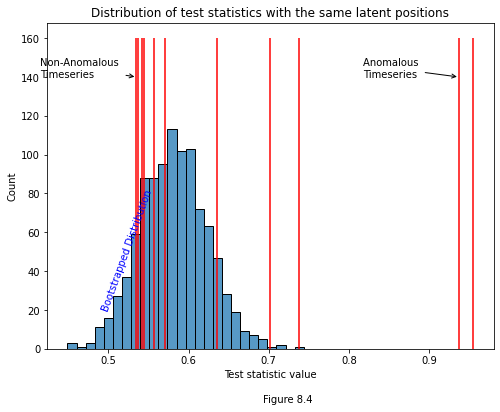 Distribution of test statistics with the same latent positions
160
140
120
100
80
60
40
20
0
Count
Non-Anomalous
Timeseries
Anomalous
Timeseries
Bootstrapped Distribution
0.5 0.6 0.7 0.8 0.9
Test statistic value
Figure 8.4